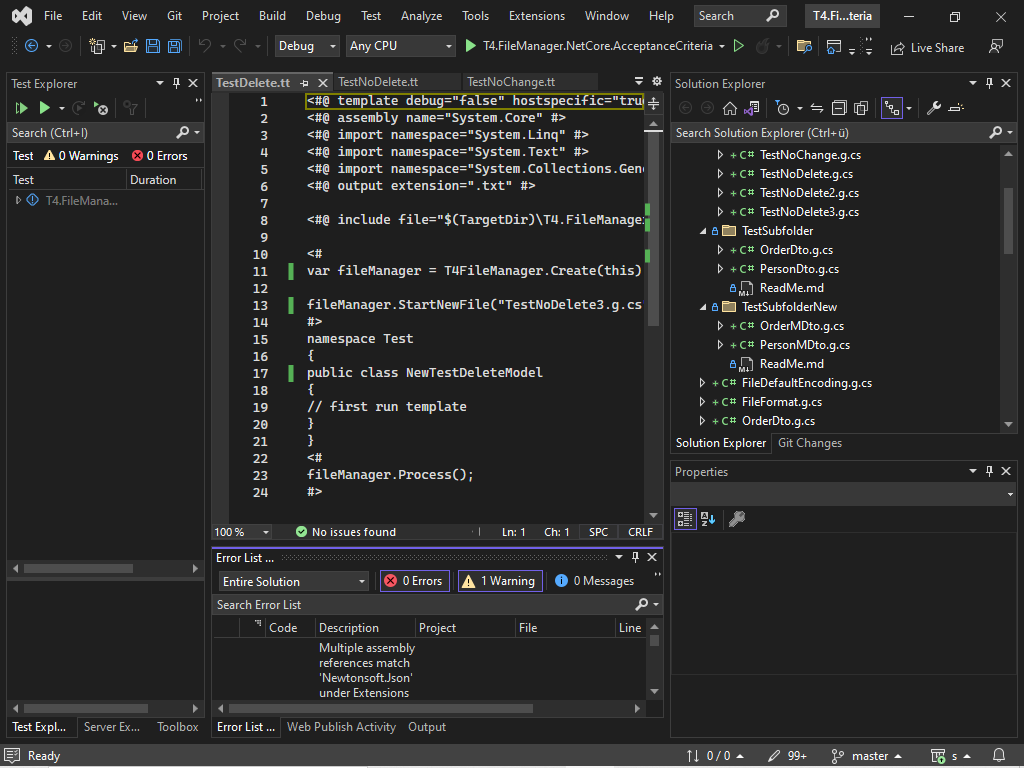 File Edit View Git Project Build Debug Test Analyze Tools Extensions Window Help Search T4.Fi...teria
Debug Any CPU T4.FileManager.NetCore.AcceptanceCriteria Live Share
Test Explorer
Search (Ctrl+I)
Test 0 Warnings 0 Errors
Test Duration
T4.FileMana...
Test Expl... Server Ex... Toolbox
TestDelete.tt TestNoDelete.tt TestNoChange.tt
1 <#@ template debug="false" hostspecific="tru
2 <#@ assembly name="System.Core" #>
3 <#@ import namespace="System.Linq" #>
4 <#@ import namespace="System.Text" #>
5 <#@ import namespace="System.Collections.Gene
6 <#@ output extension=".txt" #>
7
8 <#@ include file="$(TargetDir)\T4.FileManage
9
10 <#
11 var fileManager = T4FileManager.Create(this)
12
13 fileManager.StartNewFile("TestNoDelete3.g.cs
14 #>
15 namespace Test
16 {
17 public class NewTestDeleteModel
18 {
19 // first run template
20 }
21 }
22 <#
23 fileManager.Process();
24 #>
100 % No issues found Ln: 1 Ch: 1 SPC CRLF
Error List ...
Entire Solution 0 Errors 1 Warning 0 Messages
Search Error List
Code Description Project File Line
Multiple assembly
references match
'Newtonsoft.Json'
under Extensions
Error List ... Web Publish Activity Output
Solution Explorer
Search Solution Explorer (Ctrl+ü)
C# TestNoChange.g.cs
C# TestNoDelete.g.cs
C# TestNoDelete2.g.cs
C# TestNoDelete3.g.cs
TestSubfolder
C# OrderDto.g.cs
C# PersonDto.g.cs
ReadMe.md
TestSubfolderNew
C# OrderMDto.g.cs
C# PersonMDto.g.cs
ReadMe.md
C# FileDefaultEncoding.g.cs
C# FileFormat.g.cs
C# OrderDto.g.cs
Solution Explorer Git Changes
Properties
Ready 0 / 0 99+ master s